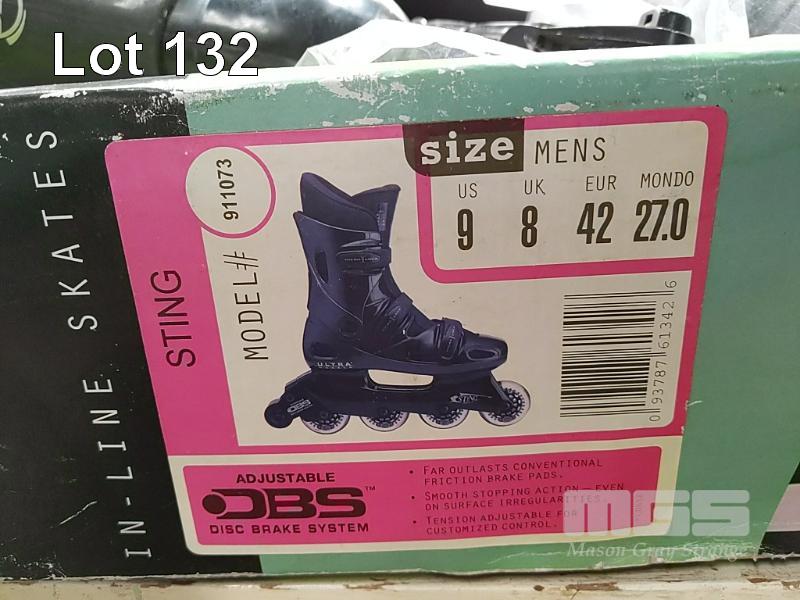 Lot 132
IN-LINE SKATES
STING
MODEL#
911073
size MENS
US UK EUR MONDO
9 8 42 27.0
ULTRA
DBS
STING
0 93787 61342 6
ADJUSTABLE
DBS™
DISC BRAKE SYSTEM
• FAR OUTLASTS CONVENTIONAL
FRICTION BRAKE PADS.
• SMOOTH STOPPING ACTION — EVEN
ON SURFACE IRREGULARITIES.
• TENSION ADJUSTABLE FOR
CUSTOMIZED CONTROL.
MGS
Mason Gray Strange